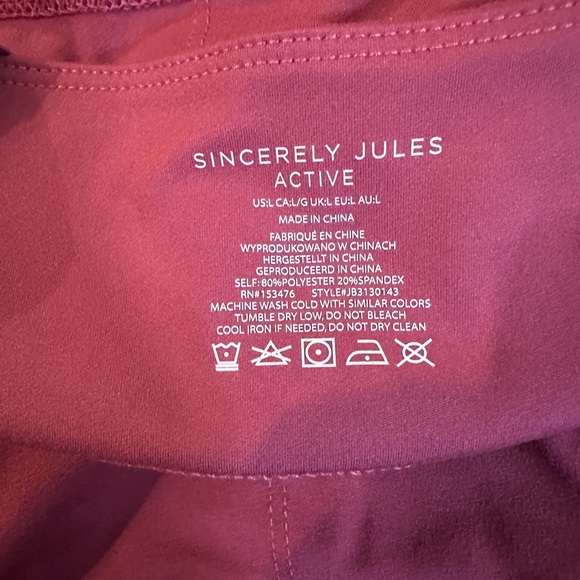 SINCERELY JULES
ACTIVE
US:L CA:L/G UK:L EU:L AU:L
MADE IN CHINA
FABRIQUÉ EN CHINE
WYPRODUKOWANO W CHINACH
HERGESTELLT IN CHINA
GEPRODUCEERD IN CHINA
SELF: 80%POLYESTER 20%SPANDEX
RN#153476 STYLE#JB3130143
MACHINE WASH COLD WITH SIMILAR COLORS
TUMBLE DRY LOW, DO NOT BLEACH
COOL IRON IF NEEDED, DO NOT DRY CLEAN